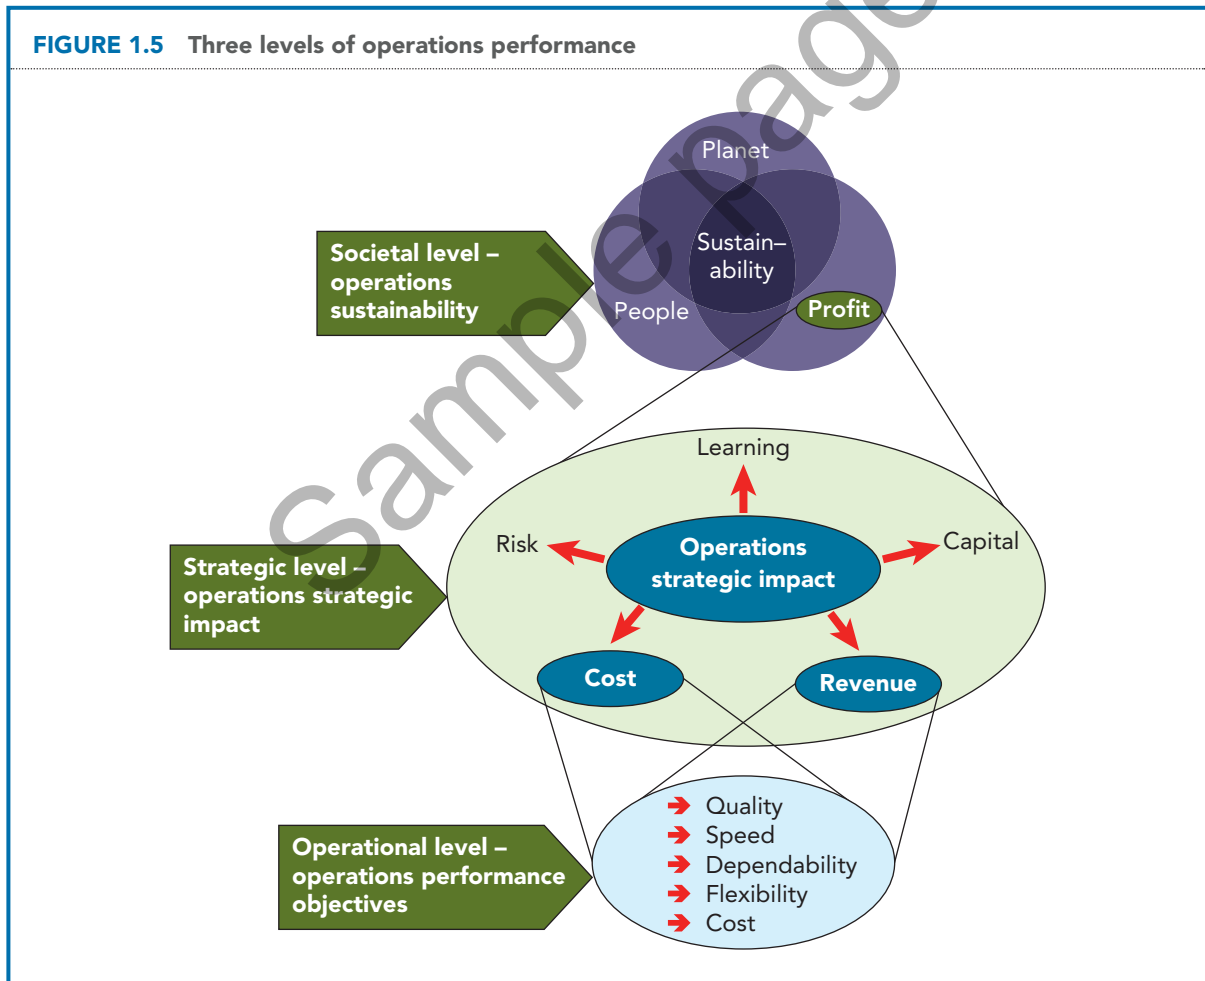 FIGURE 1.5 Three levels of operations performance
Planet
Sustain–
ability
People
Profit
Societal level –
operations
sustainability
Learning
Risk
Operations
strategic impact
Capital
Strategic level –
operations strategic
impact
Cost
Revenue
Operational level –
operations performance
objectives
Quality
Speed
Dependability
Flexibility
Cost
Sample page